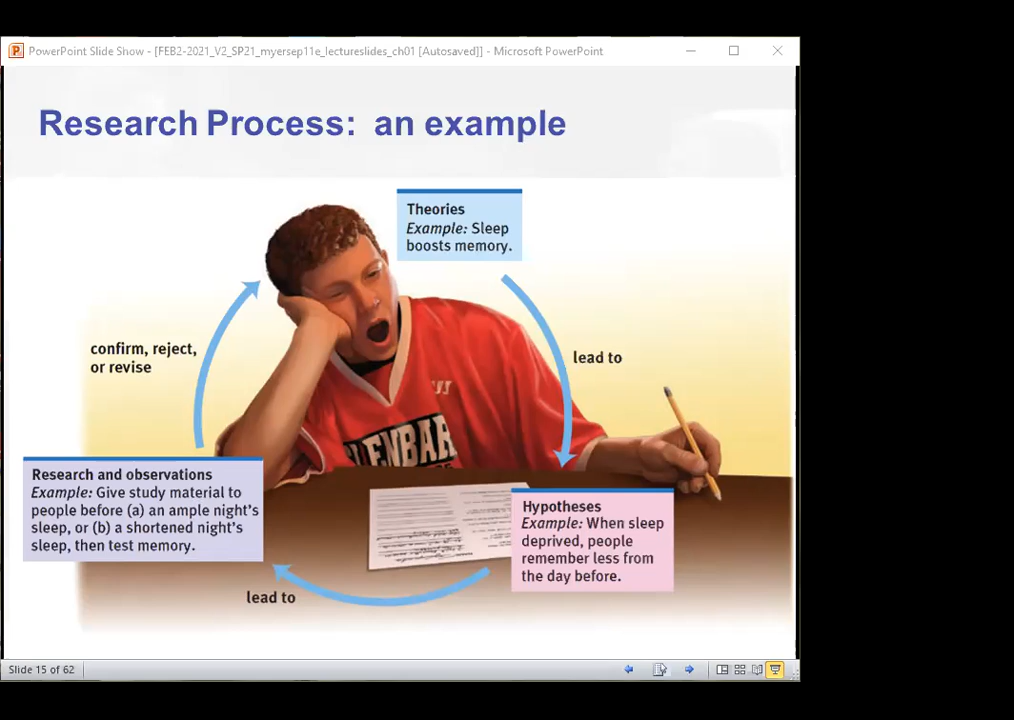 PowerPoint Slide Show - [FEB2-2021_V2_SP21_myersep11e_lectureslides_ch01 [Autosaved]] - Microsoft PowerPoint
Research Process: an example
Theories
Example: Sleep
boosts memory.
lead to
Hypotheses
Example: When sleep
deprived, people
remember less from
the day before.
lead to
Research and observations
Example: Give study material to
people before (a) an ample night's
sleep, or (b) a shortened night's
sleep, then test memory.
confirm, reject,
or revise
LENBAR
Slide 15 of 62